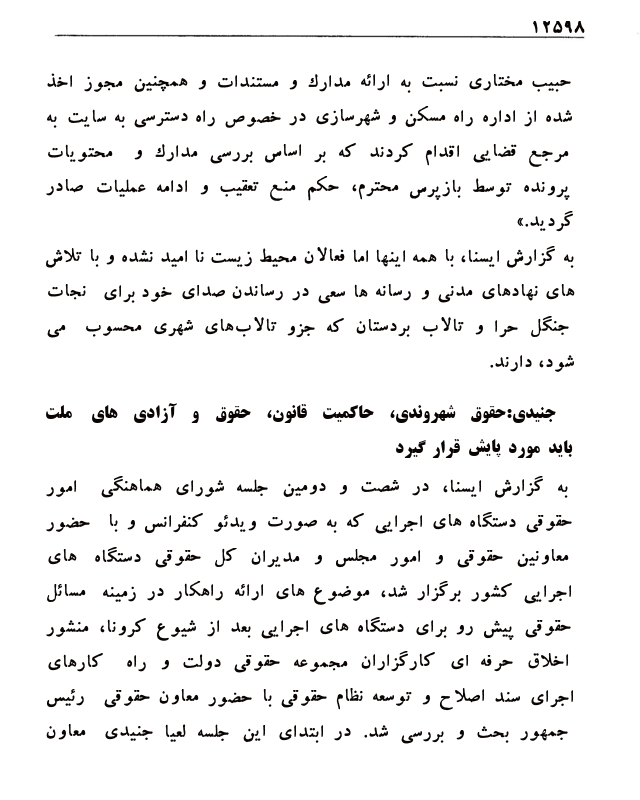 ۱۲۵۹۸
حبیب مختاری نسبت به ارائه مدارك و مستندات و همچنین مجوز اخذ
شده از اداره راه مسکن و شهرسازی در خصوص راه دسترسی به سایت به
مرجع قضایی اقدام کردند که بر اساس بررسی مدارك و محتویات
پرونده توسط بازپرس محترم، حکم منع تعقیب و ادامه عملیات صادر
گردید.»
به گزارش ایسنا، با همه اینها اما فعالان محیط زیست نا امید نشده و با تلاش
های نهادهای مدنی و رسانه ها سعی در رساندن صدای خود برای نجات
جنگل حرا و تالاب بردستان که جزو تالاب‌های شهری محسوب می
شود، دارند.
جنیدی:حقوق شهروندی، حاکمیت قانون، حقوق و آزادی های ملت
باید مورد پایش قرار گیرد
به گزارش ایسنا، در شصت و دومین جلسه شورای هماهنگی امور
حقوقی دستگاه های اجرایی که به صورت ویدئو کنفرانس و با حضور
معاونین حقوقی و امور مجلس و مدیران کل حقوقی دستگاه های
اجرایی کشور برگزار شد، موضوع های ارائه راهکار در زمینه مسائل
حقوقی پیش رو برای دستگاه های اجرایی بعد از شیوع کرونا، منشور
اخلاق حرفه ای کارگزاران مجموعه حقوقی دولت و راه کارهای
اجرای سند اصلاح و توسعه نظام حقوقی با حضور معاون حقوقی رئیس
جمهور بحث و بررسی شد. در ابتدای این جلسه لعیا جنیدی معاون